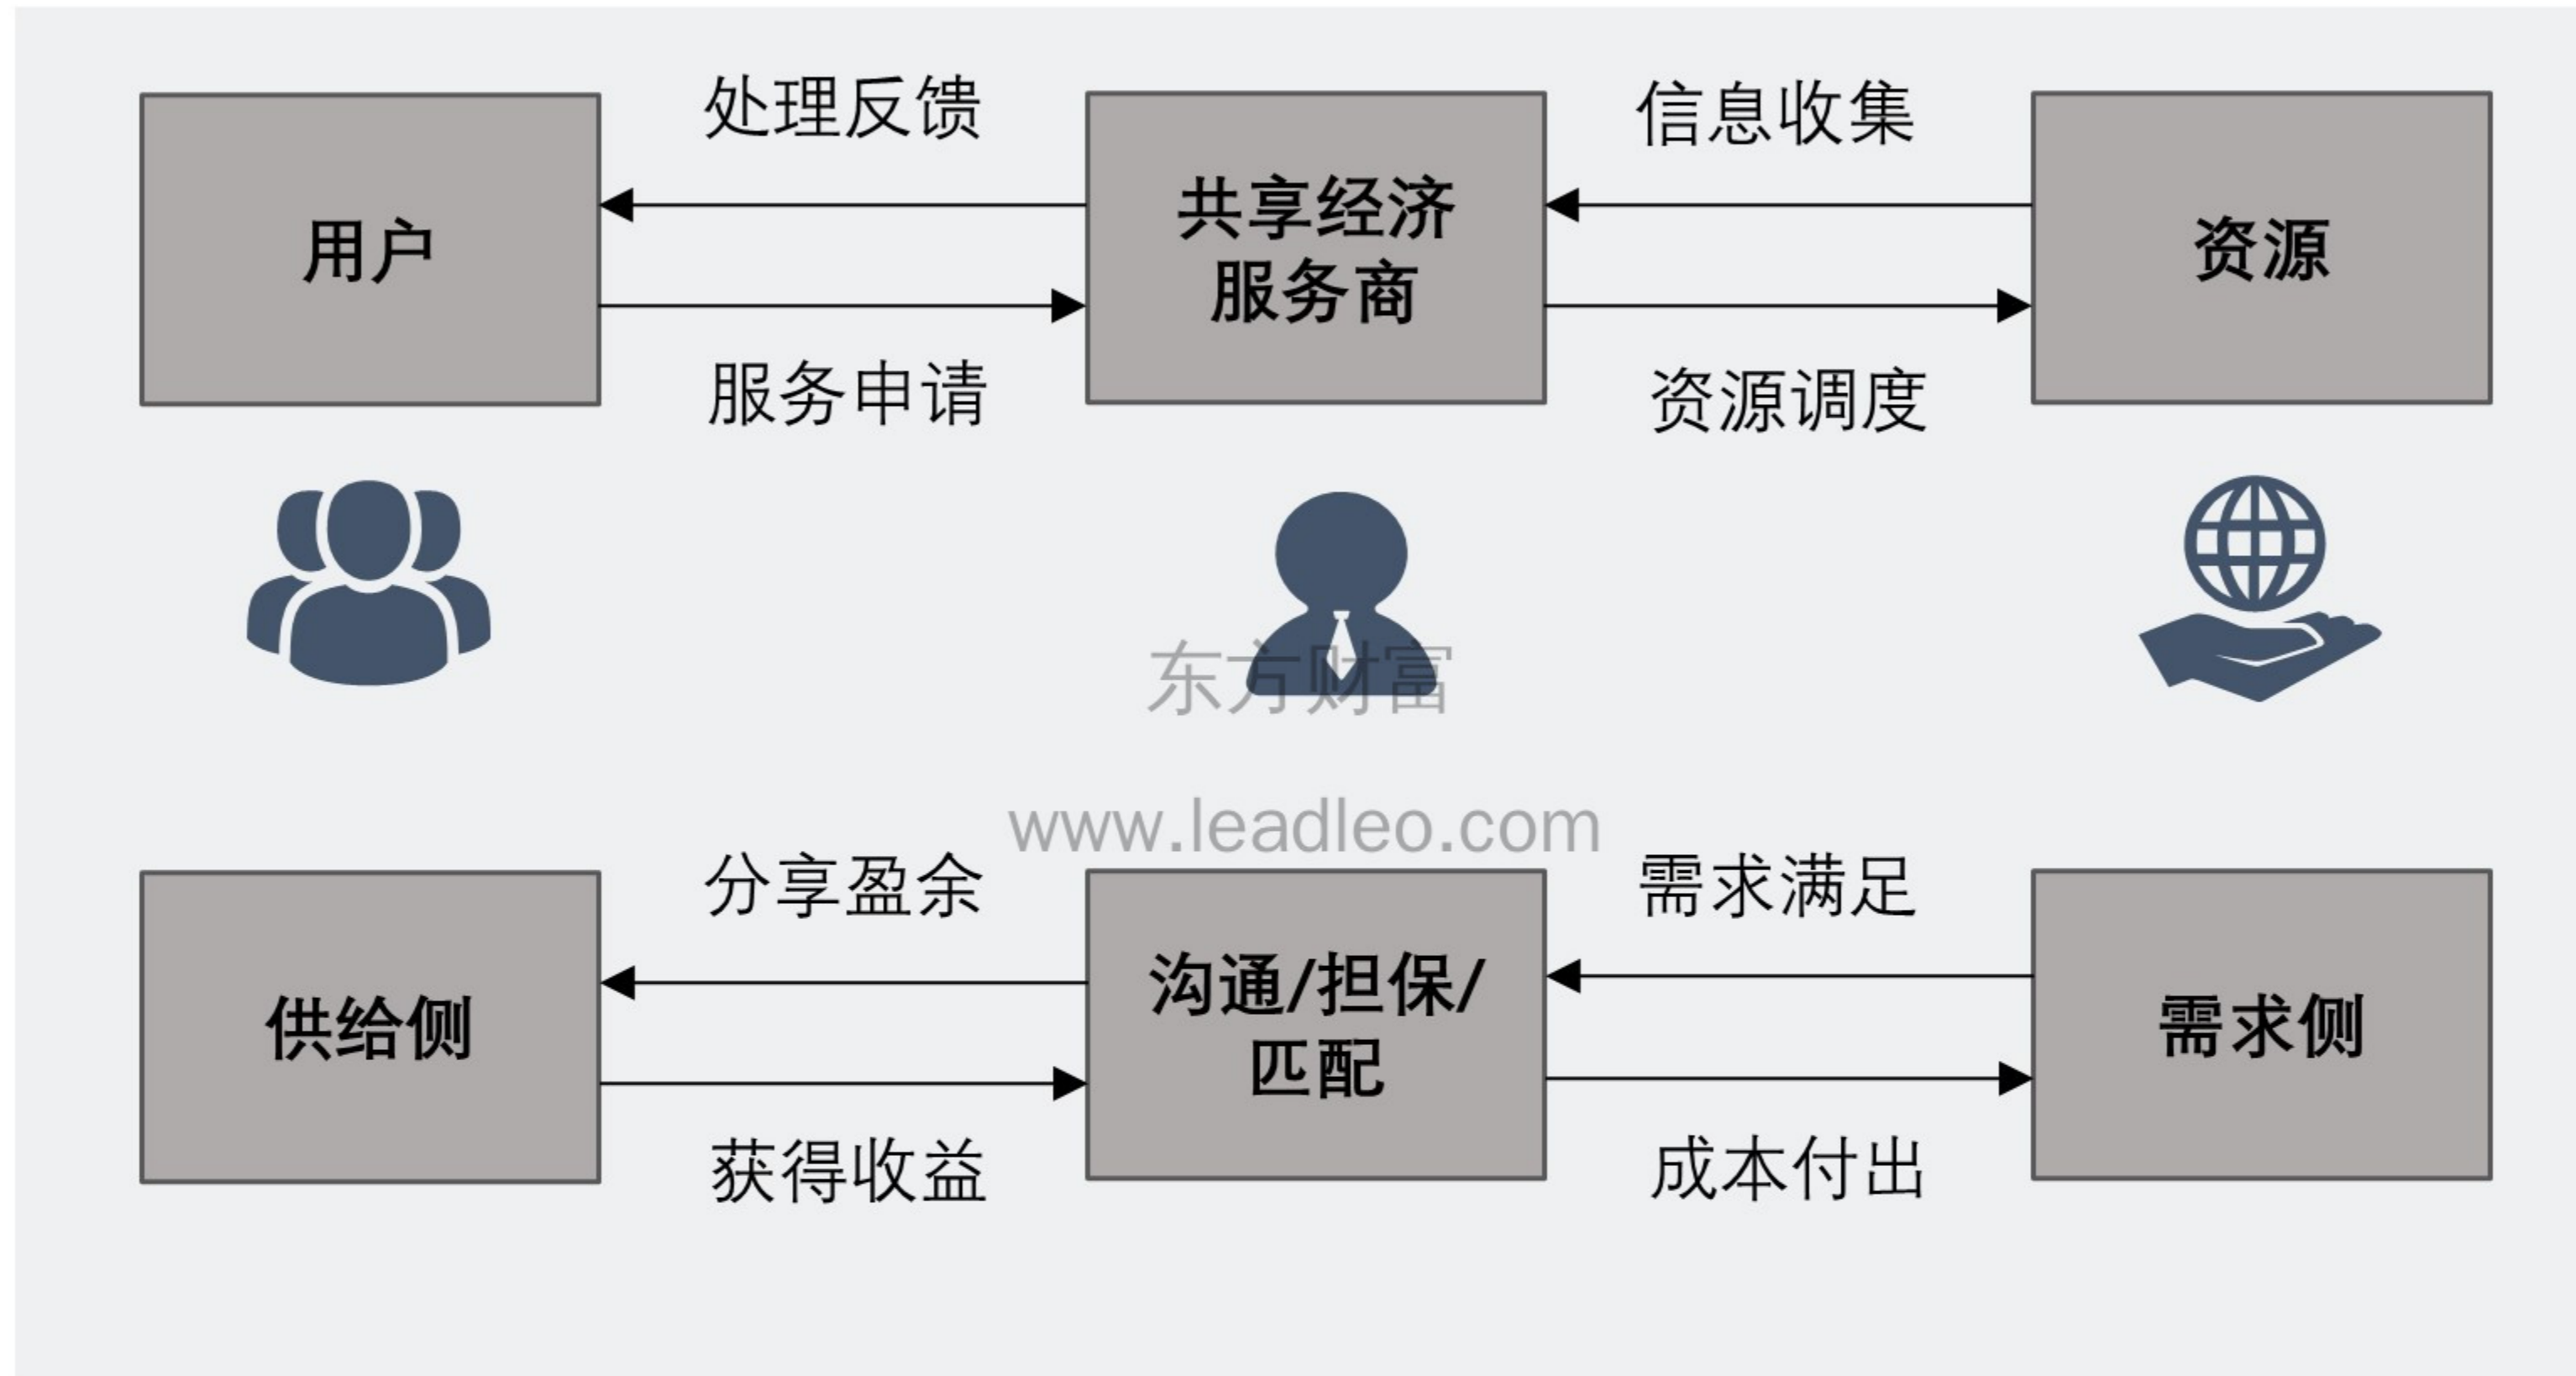 处理反馈
信息收集
用户
共享经济
服务商
资源
服务申请
资源调度
东方财富
www.leadleo.com
分享盈余
需求满足
供给侧
沟通/担保/
匹配
需求侧
获得收益
成本付出